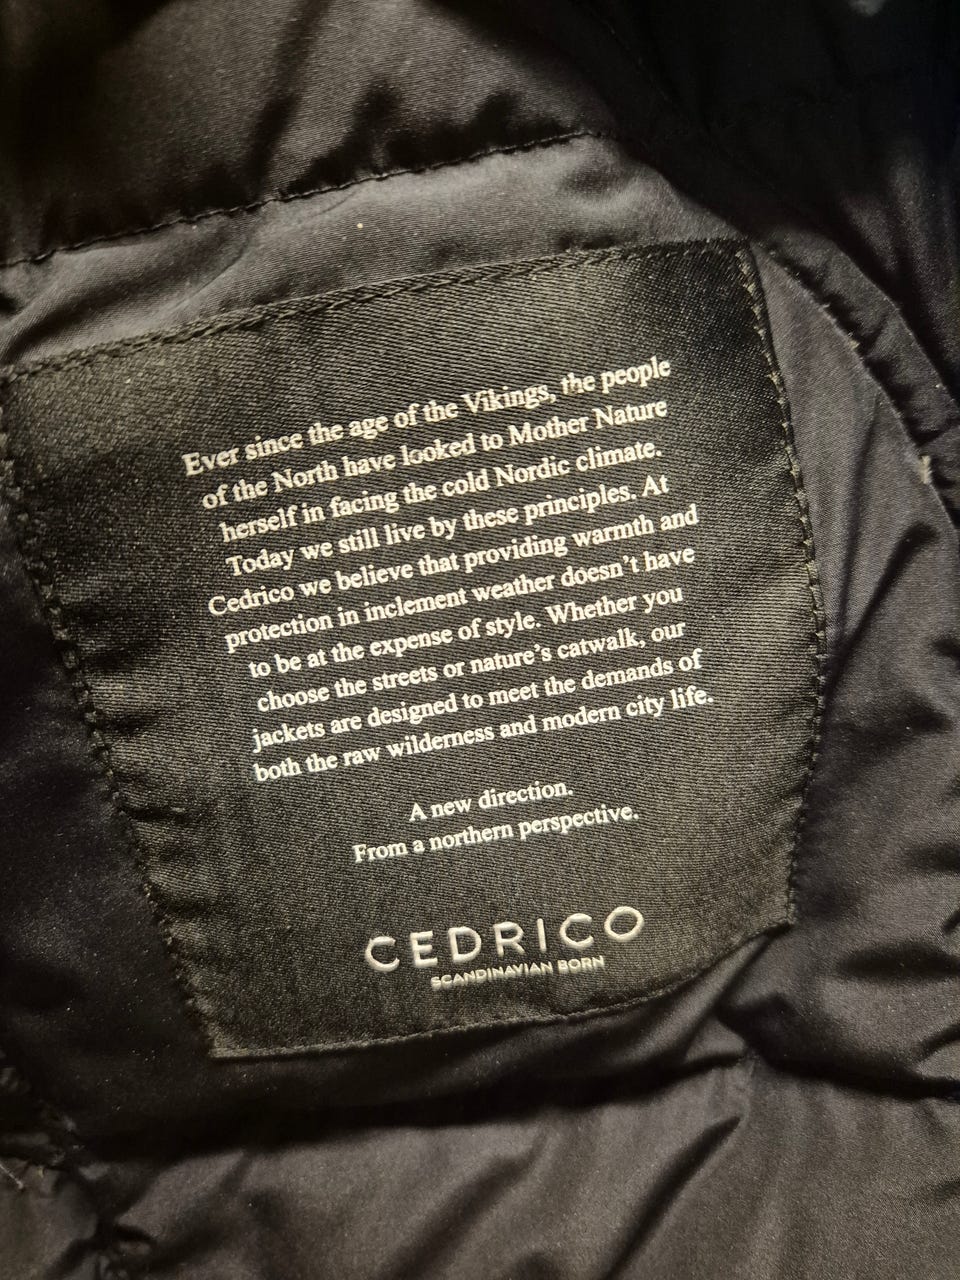 Ever since the age of the Vikings, the people
of the North have looked to Mother Nature
herself in facing the cold Nordic climate.
Today we still live by these principles. At
Cedrico we believe that providing warmth and
protection in inclement weather doesn't have
to be at the expense of style. Whether you
choose the streets or nature's catwalk, our
jackets are designed to meet the demands of
both the raw wilderness and modern city life.
A new direction.
From a northern perspective.
CEDRICO
SCANDINAVIAN BORN